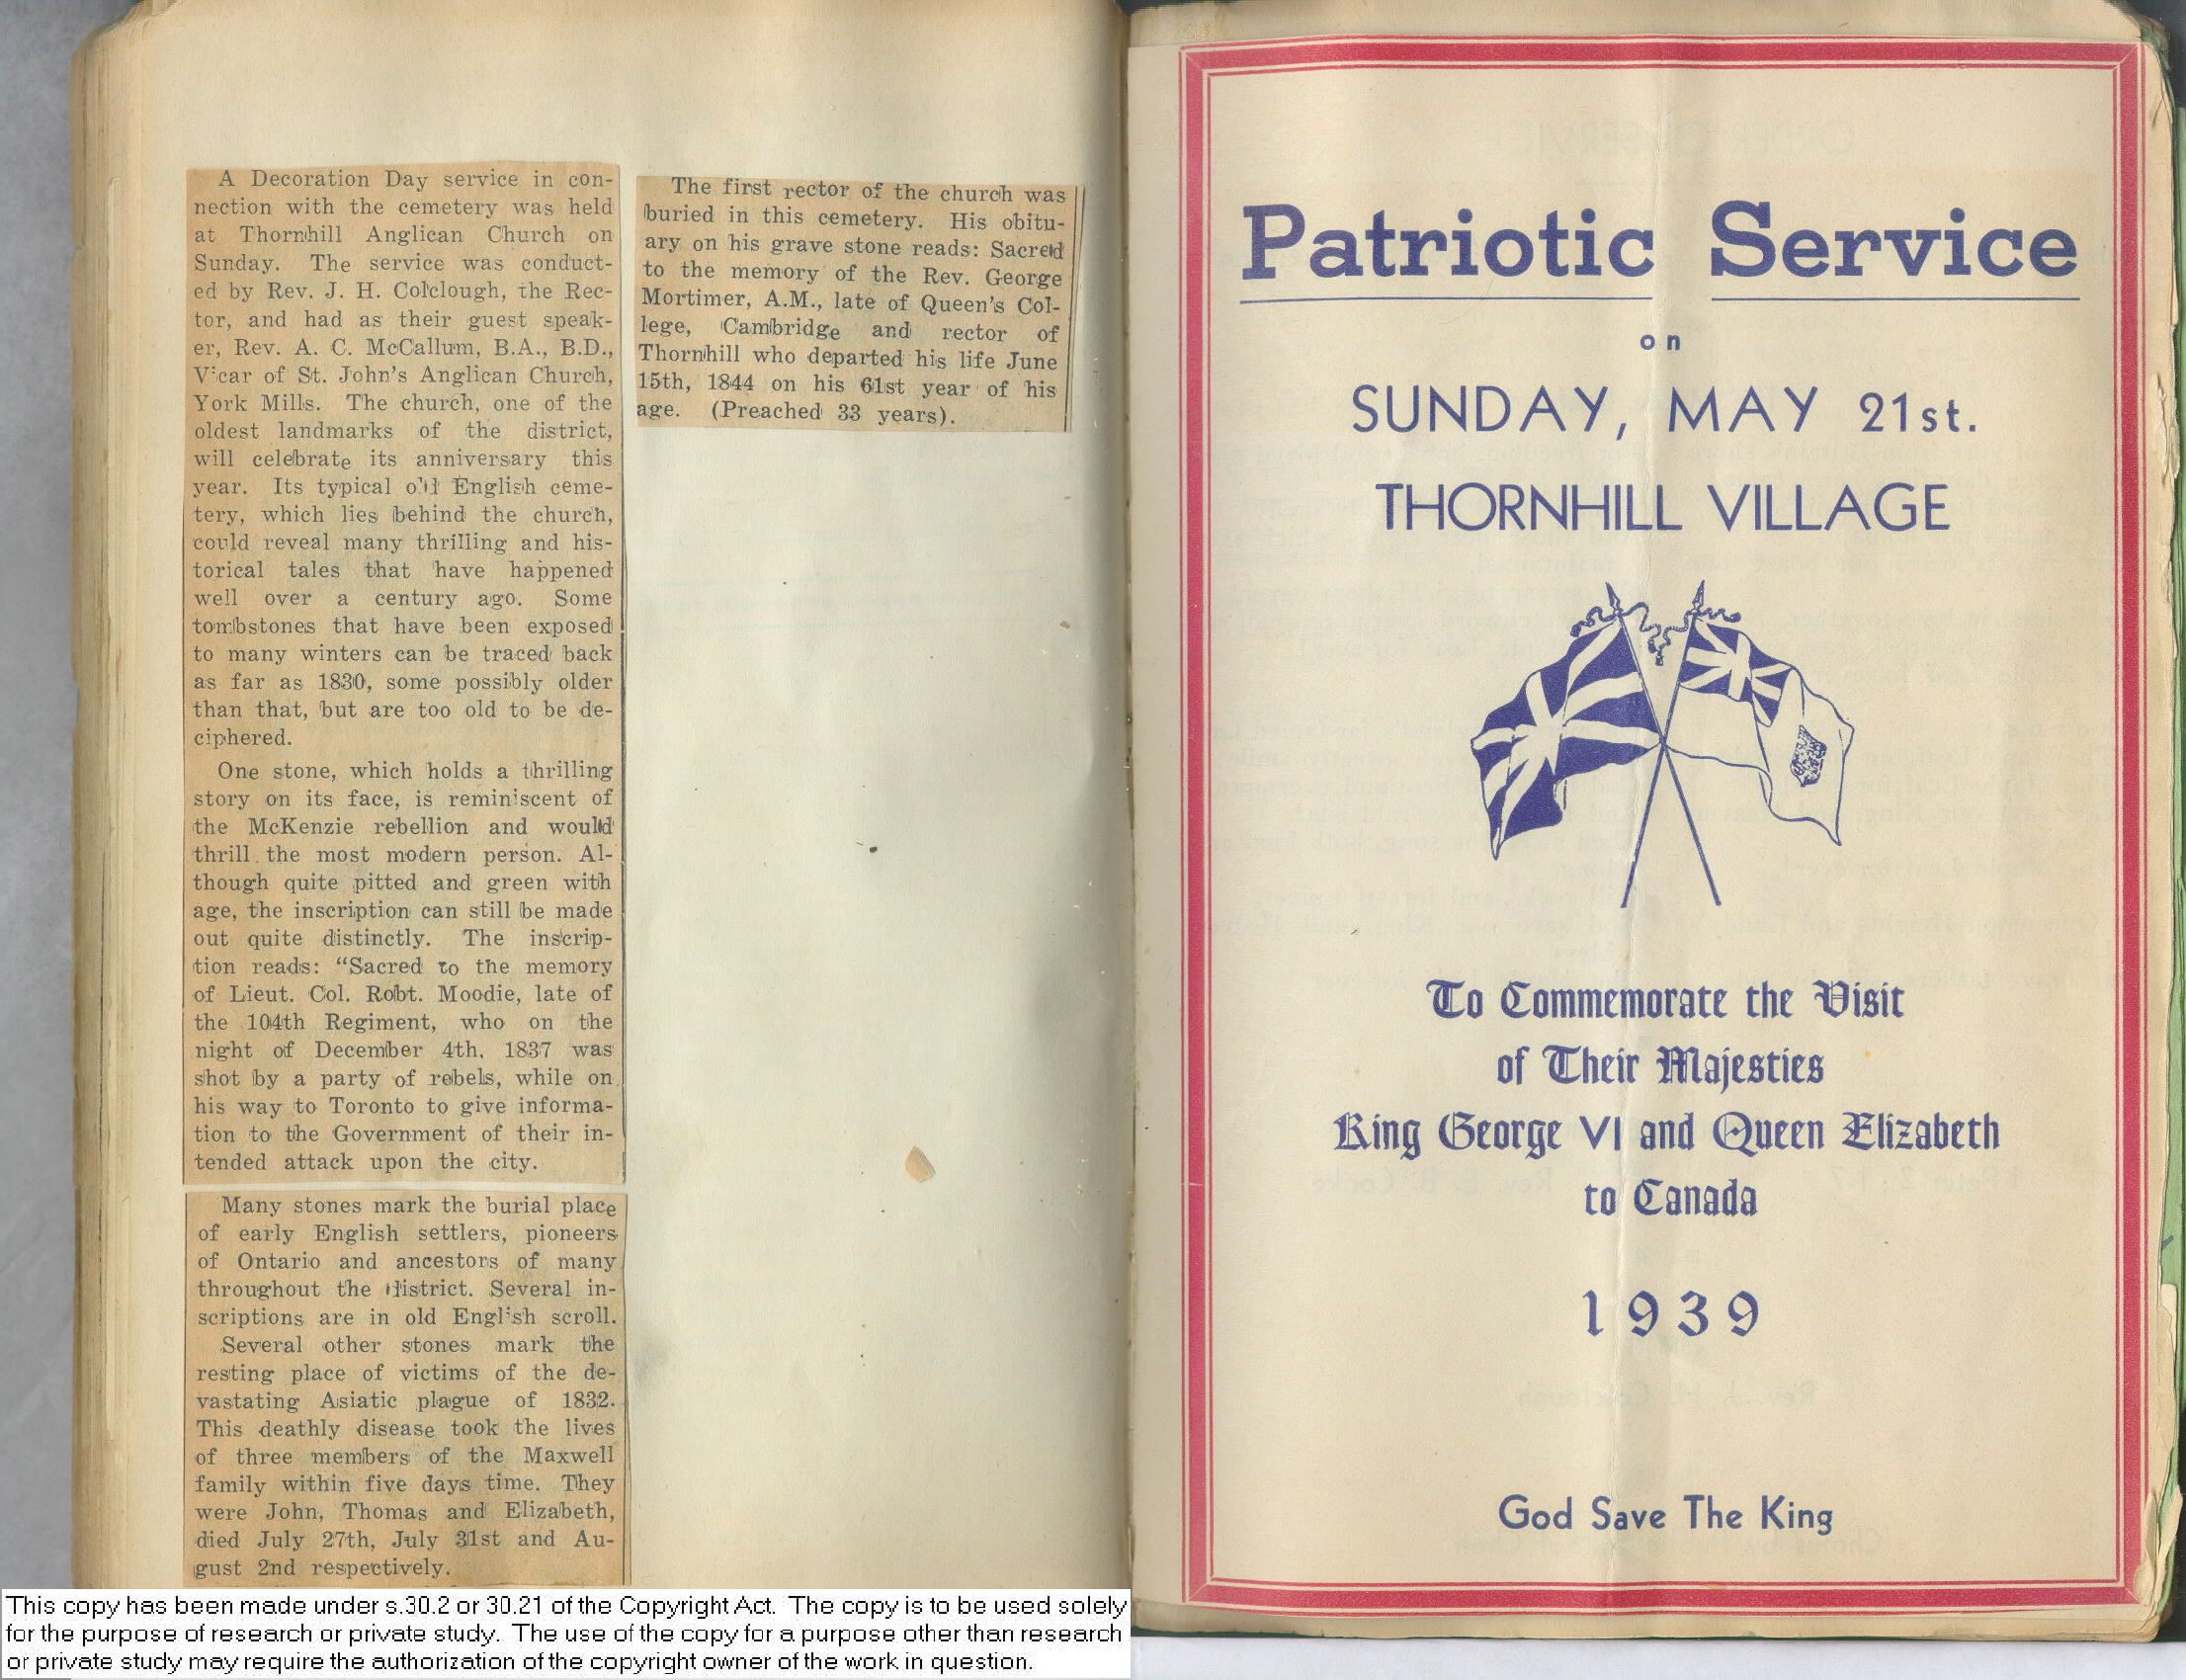 A Decoration Day service in con-
nection with the cemetery was held
at Thornhill Anglican Church on
Sunday. The service was conduct-
ed by Rev. J. H. Colclough, the Rec-
tor, and had as their guest speak-
er, Rev. A. C. McCallum, B.A., B.D.,
Vicar of St. John's Anglican Church,
York Mills. The church, one of the
oldest landmarks of the district,
will celebrate its anniversary this
year. Its typical old English ceme-
tery, which lies behind the church,
could reveal many thrilling and his-
torical tales that have happened
well over a century ago. Some
tombstones that have been exposed
to many winters can be traced back
as far as 1830, some possibly older
than that, but are too old to be de-
ciphered.
One stone, which holds a thrilling
story on its face, is reminiscent of
the McKenzie rebellion and would
thrill the most modern person. Al-
though quite pitted and green with
age, the inscription can still be made
out quite distinctly. The inscrip-
tion reads: "Sacred to the memory
of Lieut. Col. Robt. Moodie, late of
the 104th Regiment, who on the
night of December 4th, 1837 was
shot by a party of rebels, while on
his way to Toronto to give informa-
tion to the Government of their in-
tended attack upon the city.
Many stones mark the burial place
of early English settlers, pioneers
of Ontario and ancestors of many
throughout the district. Several in-
scriptions are in old English scroll.
Several other stones mark the
resting place of victims of the de-
vastating Asiatic plague of 1832.
This deathly disease took the lives
of three members of the Maxwell
family within five days time. They
were John, Thomas and Elizabeth,
died July 27th, July 31st and Au-
gust 2nd respectively.
The first rector of the church was
buried in this cemetery. His obitu-
ary on his grave stone reads: Sacred
to the memory of the Rev. George
Mortimer, A.M., late of Queen's Col-
lege, Cambridge and rector of
Thornhill who departed his life June
15th, 1844 on his 61st year of his
age. (Preached 33 years).
Patriotic Service
on
SUNDAY, MAY 21st.
THORNHILL VILLAGE
To Commemorate the Visit
of Their Majesties
King George VI and Queen Elizabeth
to Canada
1939
God Save The King
This copy has been made under s.30.2 or 30.21 of the Copyright Act. The copy is to be used solely
for the purpose of research or private study. The use of the copy for a purpose other than research
or private study may require the authorization of the copyright owner of the work in question.